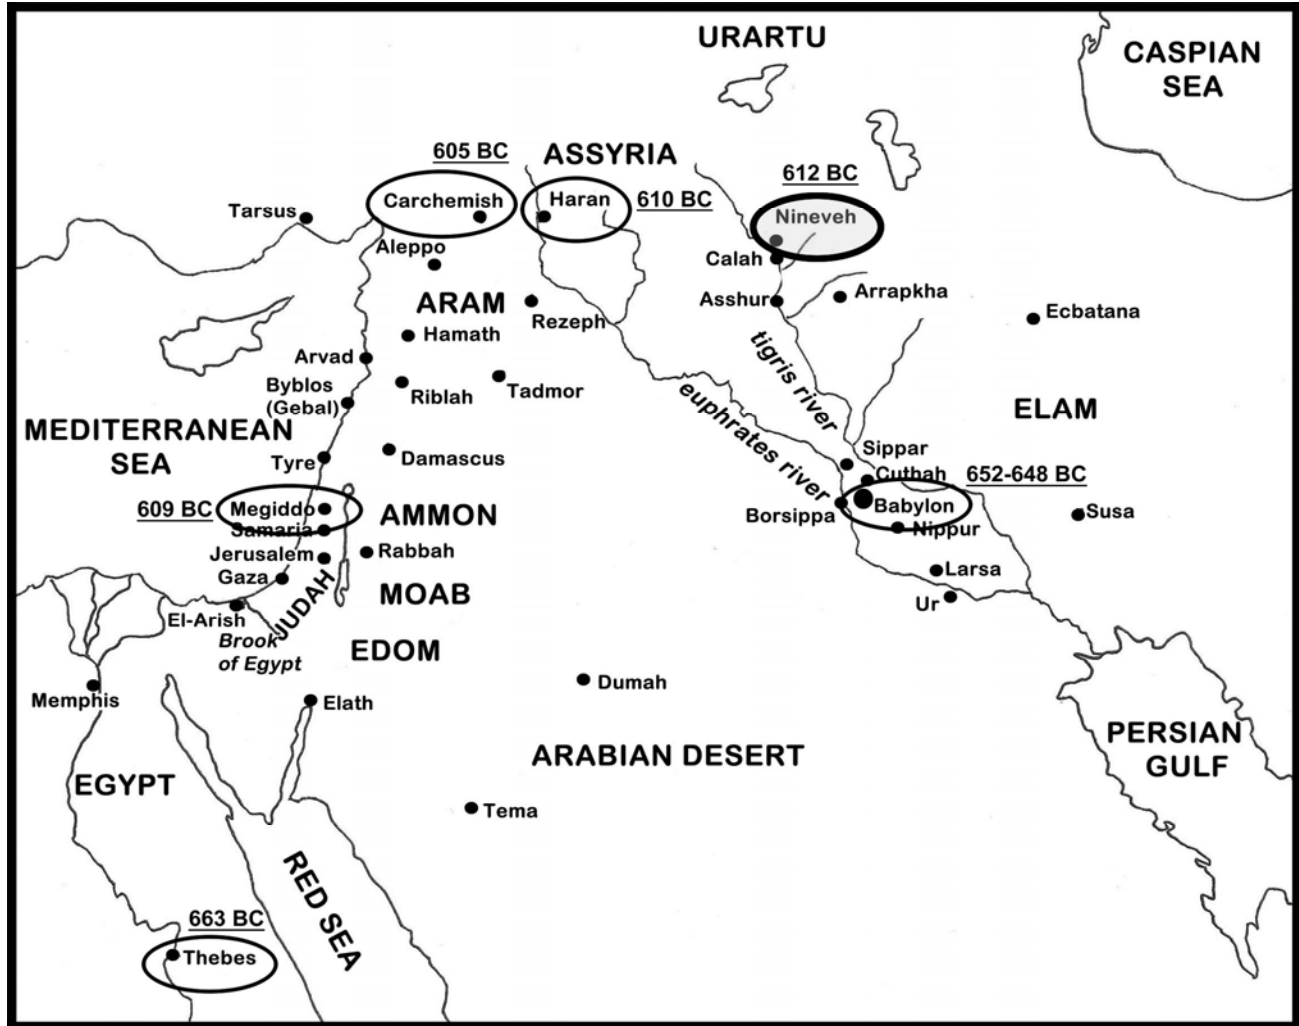 URARTU
CASPIAN
SEA
605 BC
ASSYRIA
612 BC
Carchemish
Haran
610 BC
Tarsus
Nineveh
Aleppo
Calah
ARAM
Asshur
Arrapkha
Rezeph
Ecbatana
Hamath
Arvad
tigris river
Byblos
(Gebal)
Riblah
Tadmor
euphrates river
ELAM
MEDITERRANEAN
SEA
Tyre
Damascus
Sippar
Cuthah
652-648 BC
609 BC
Megiddo
AMMON
Borsippa
Babylon
Susa
Samaria
Nippur
Jerusalem
Rabbah
Gaza
JUDAH
MOAB
Larsa
Ur
El-Arish
Brook
of Egypt
EDOM
Memphis
Elath
Dumah
EGYPT
ARABIAN DESERT
PERSIAN
GULF
Tema
RED SEA
663 BC
Thebes